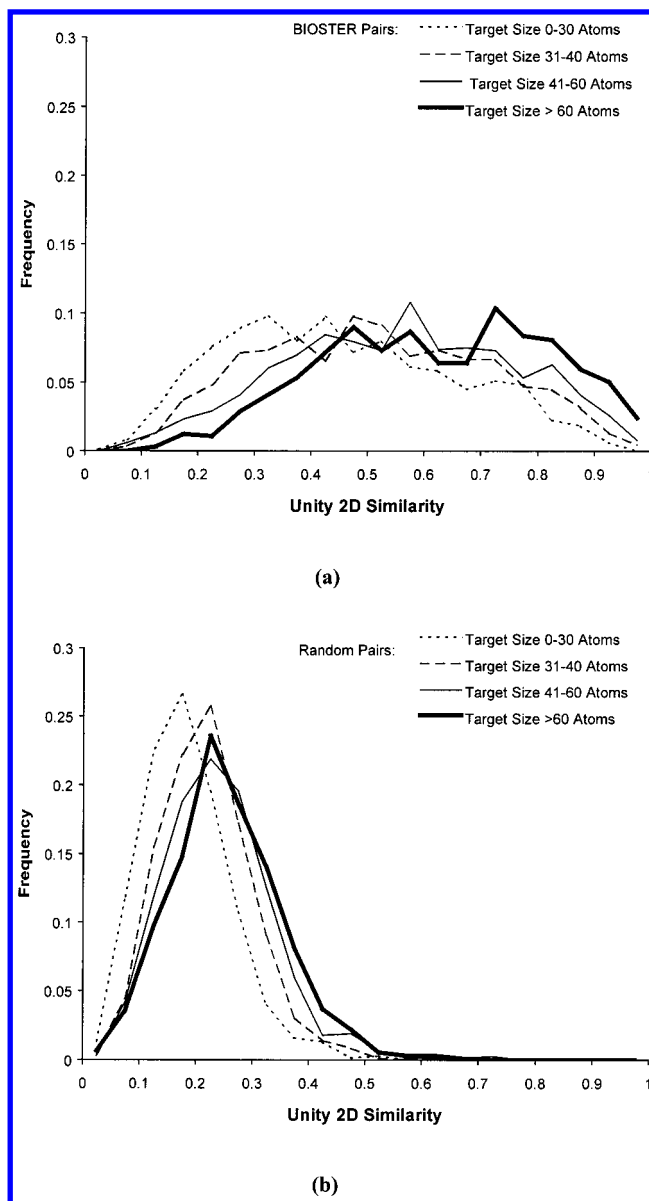 BIOSTER Pairs:
Target Size 0-30 Atoms
Target Size 31-40 Atoms
Target Size 41-60 Atoms
Target Size > 60 Atoms
0.3
0.25
0.2
0.15
0.1
0.05
0
Frequency
0 0.1 0.2 0.3 0.4 0.5 0.6 0.7 0.8 0.9 1
Unity 2D Similarity
(a)
Random Pairs:
Target Size 0-30 Atoms
Target Size 31-40 Atoms
Target Size 41-60 Atoms
Target Size >60 Atoms
0.3
0.25
0.2
0.15
0.1
0.05
0
Frequency
0 0.1 0.2 0.3 0.4 0.5 0.6 0.7 0.8 0.9 1
Unity 2D Similarity
(b)